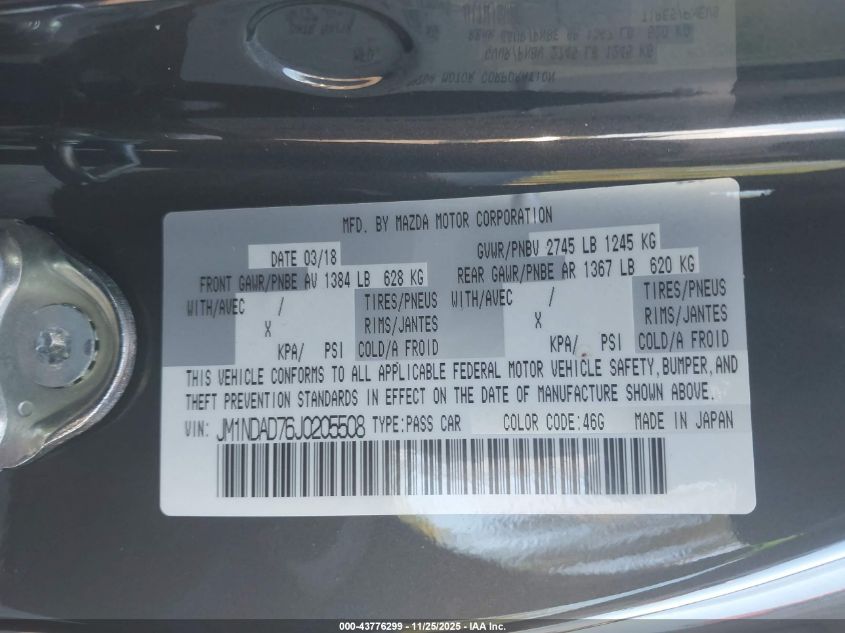 MFD. BY MAZDA MOTOR CORPORATION
DATE 03/18 GVWR/PNBV 2745 LB 1245 KG
FRONT GAWR/PNBE AV 1384 LB 628 KG REAR GAWR/PNBE AR 1367 LB 620 KG
WITH/AVEC / TIRES/PNEUS WITH/AVEC / TIRES/PNEUS
X RIMS/JANTES X RIMS/JANTES
KPA/ PSI COLD/A FROID KPA/ PSI COLD/A FROID
THIS VEHICLE CONFORMS TO ALL APPLICABLE FEDERAL MOTOR VEHICLE SAFETY, BUMPER, AND
THEFT PREVENTION STANDARDS IN EFFECT ON THE DATE OF MANUFACTURE SHOWN ABOVE.
VIN: JM1NDAD76J0205508 TYPE:PASS CAR COLOR CODE:46G MADE IN JAPAN
000-43776299 - 11/25/2025 - IAA Inc.